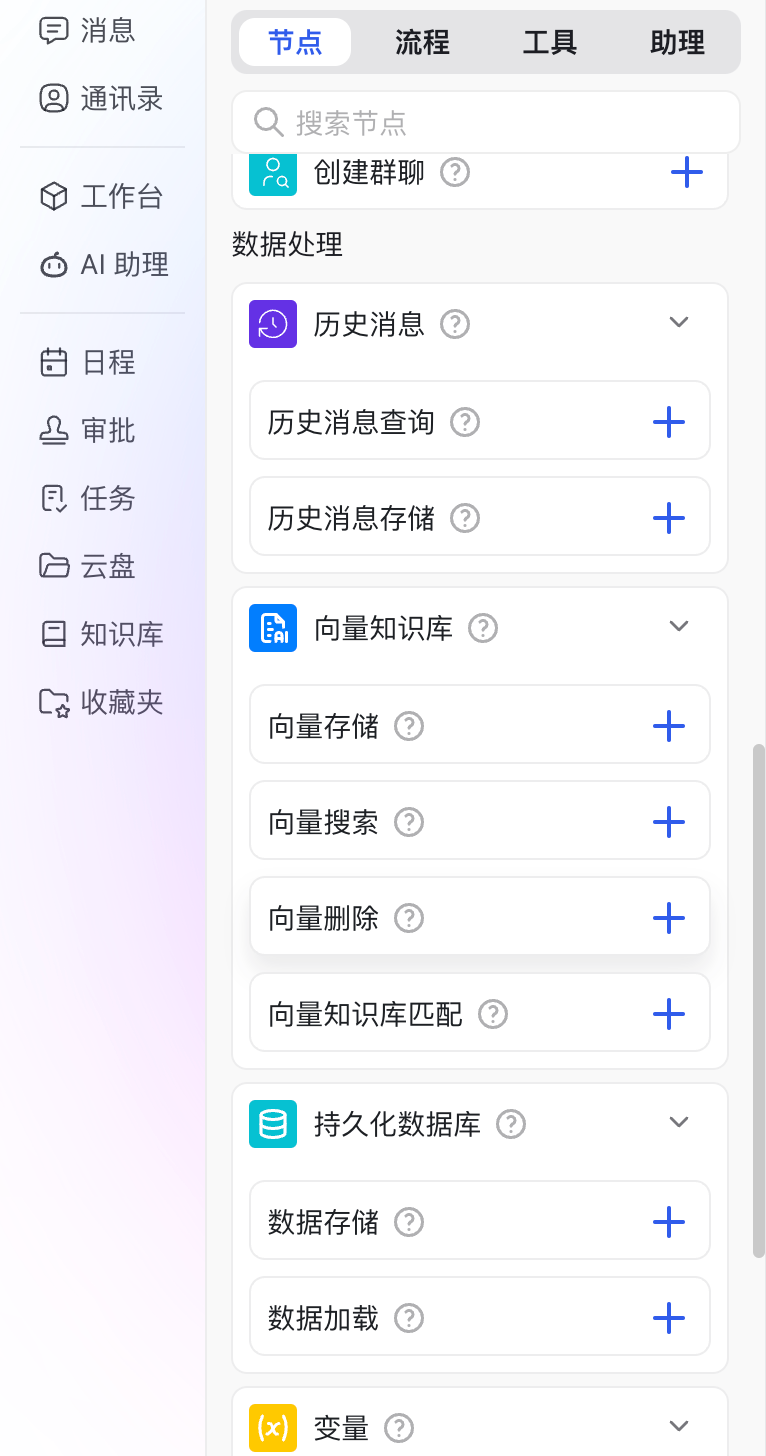 消息
通讯录
工作台
AI 助理
日程
审批
任务
云盘
知识库
收藏夹
节点 流程 工具 助理
搜索节点
创建群聊
数据处理
历史消息
历史消息查询
历史消息存储
向量知识库
向量存储
向量搜索
向量删除
向量知识库匹配
持久化数据库
数据存储
数据加载
变量